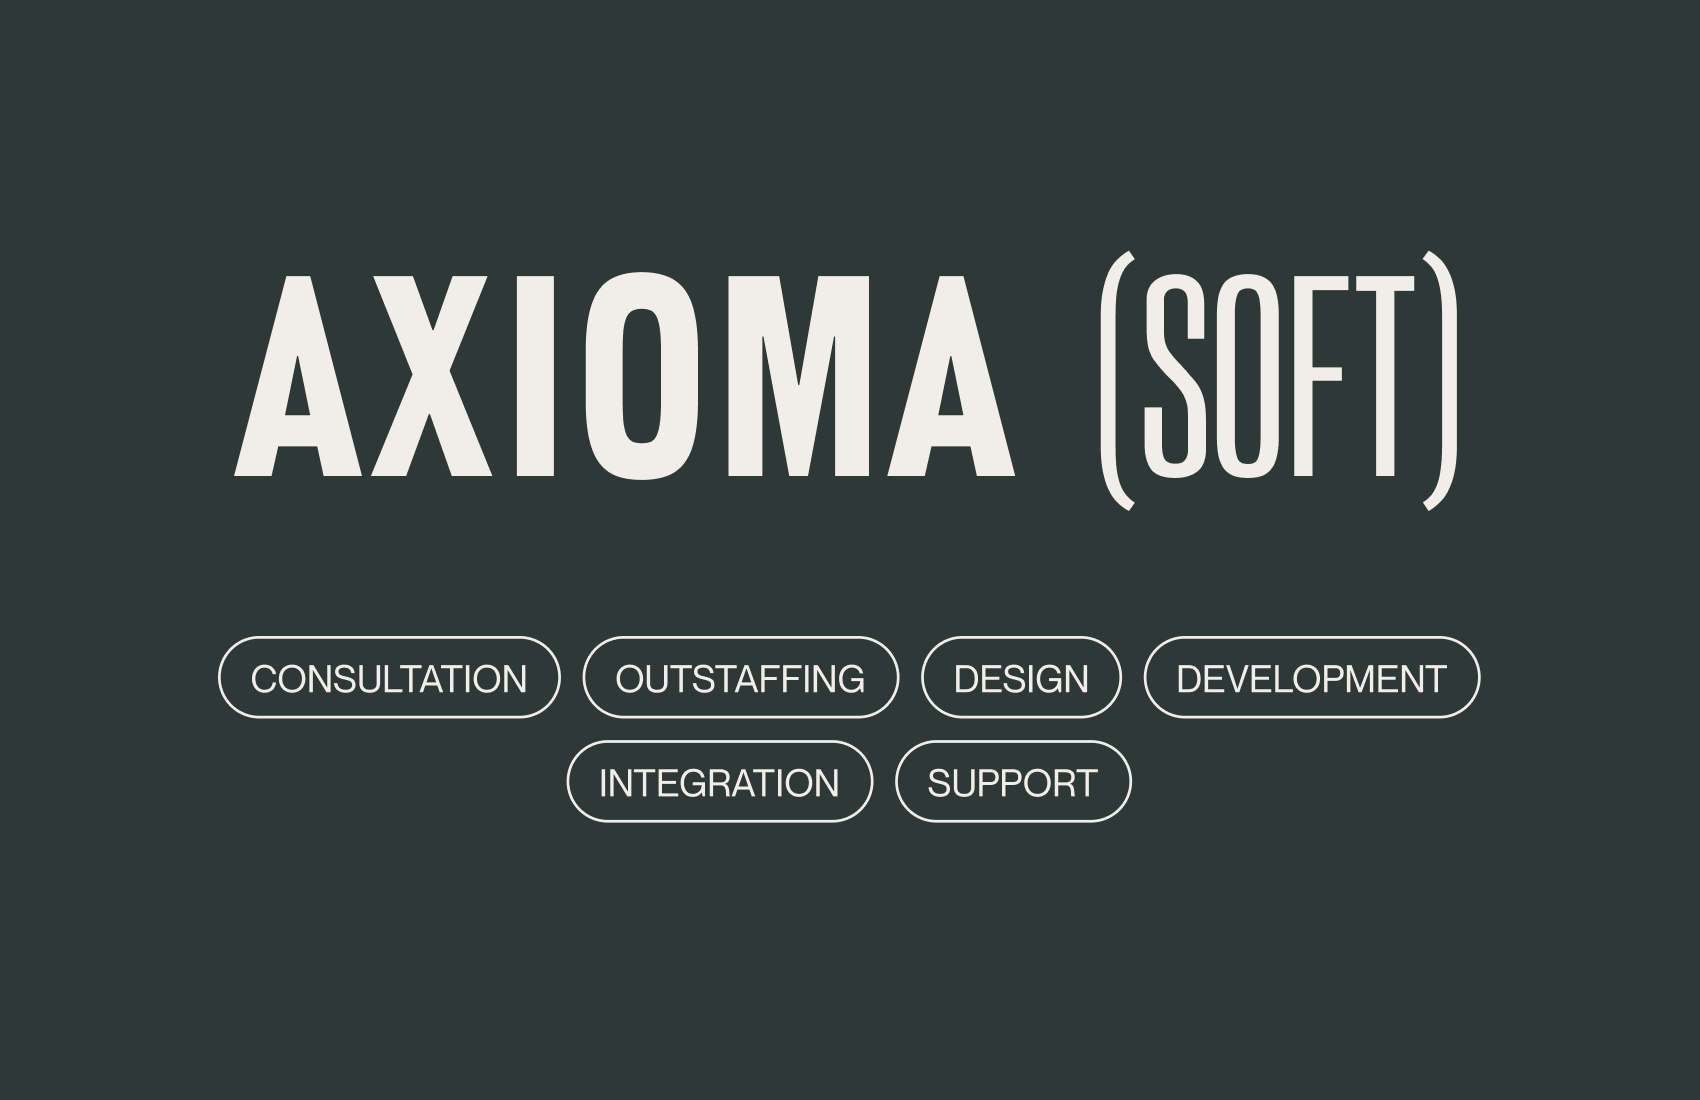 AXIOMA (SOFT)
CONSULTATION OUTSTAFFING DESIGN DEVELOPMENT
INTEGRATION SUPPORT